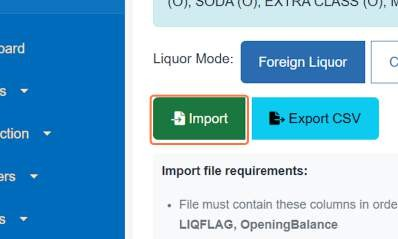 (O), SODA (O), EXTRA CLASS (O), M
Liquor Mode: Foreign Liquor C
Import Export CSV
Import file requirements:
• File must contain these columns in orde
LIQFLAG, OpeningBalance
oard
s
ction
ers
s